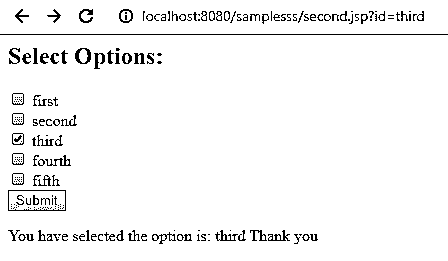 localhost:8080/samplesss/second.jsp?id=third
Select Options:
first
second
third
fourth
fifth
Submit
You have selected the option is: third Thank you